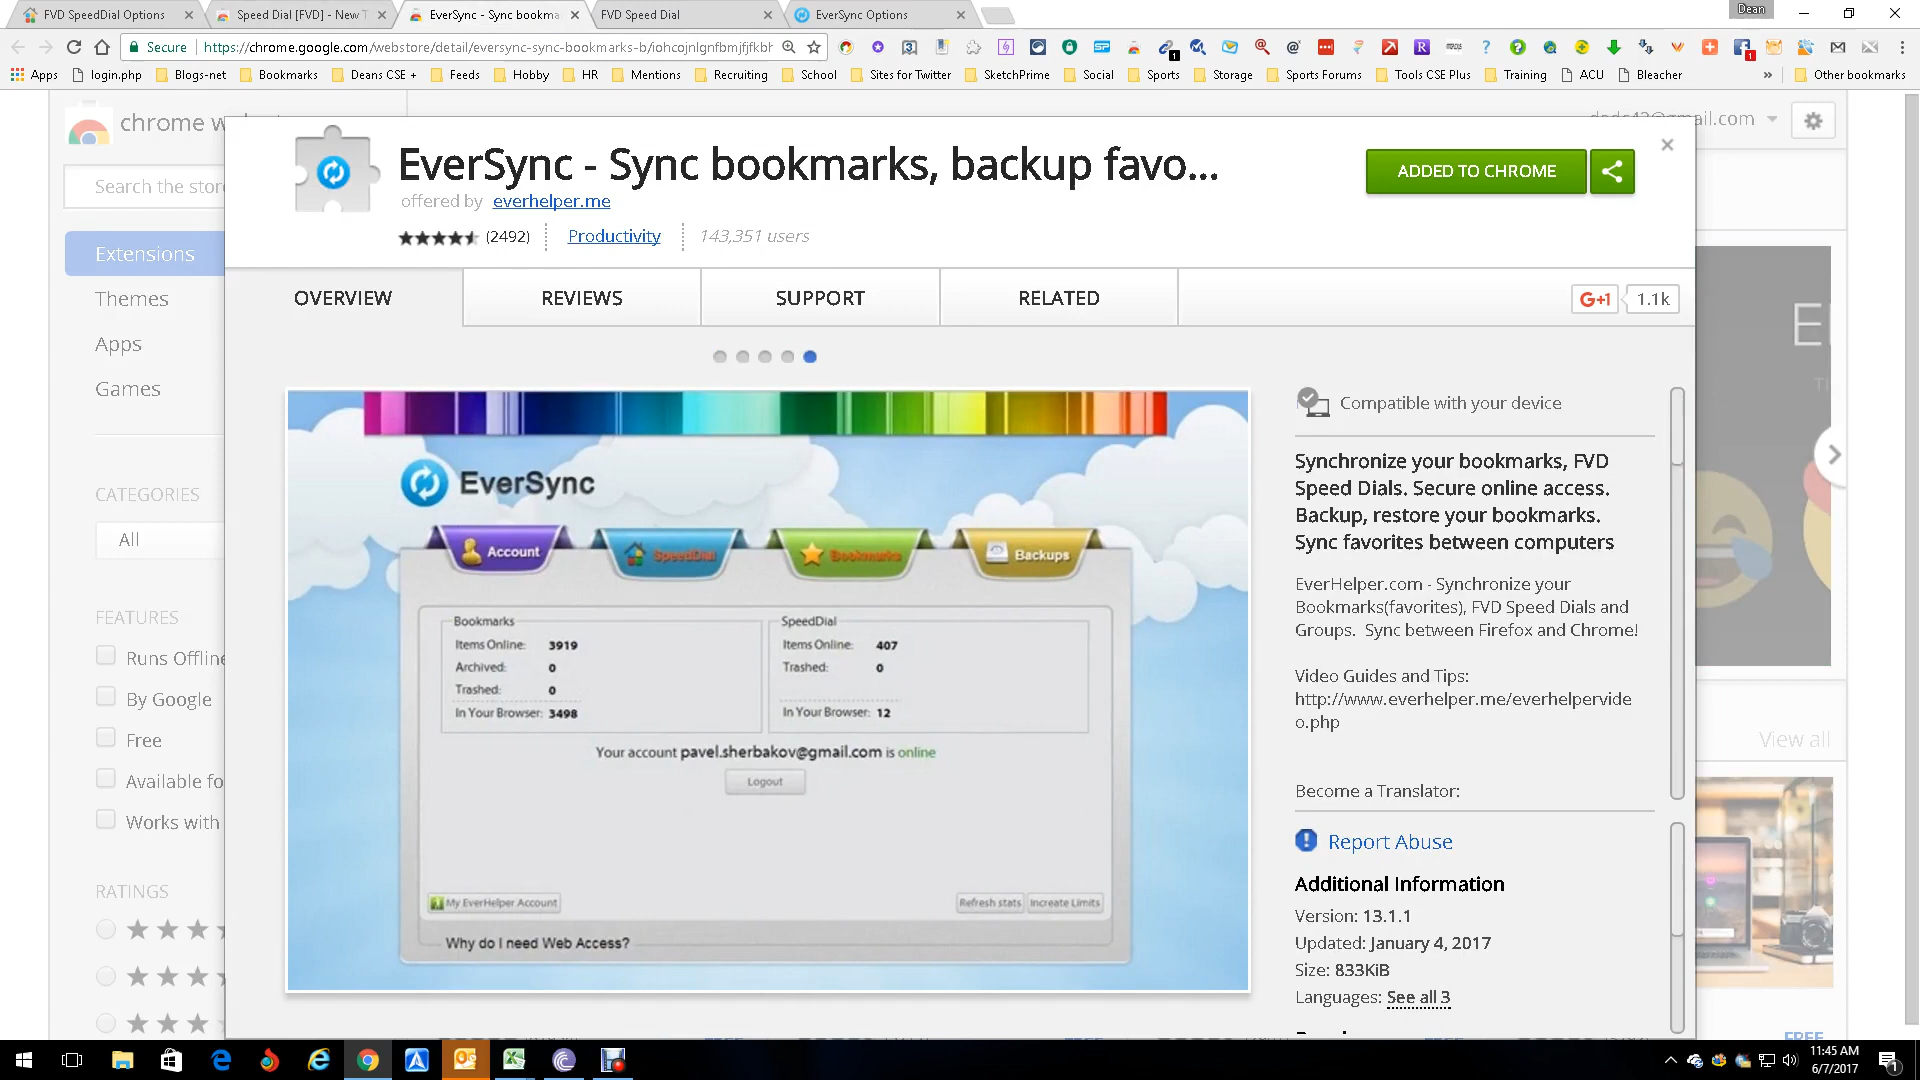 FVD SpeedDial Options
Speed Dial [FVD] - New T
EverSync - Sync bookma
FVD Speed Dial
EverSync Options
Dean
Secure
https://chrome.google.com/webstore/detail/eversync-sync-bookmarks-b/iohcojnlgnfbmjfjfkbh
Apps
login.php
Blogs-net
Bookmarks
Deans CSE +
Feeds
Hobby
HR
Mentions
Recruiting
School
Sites for Twitter
SketchPrime
Social
Sports
Storage
Sports Forums
Tools CSE Plus
Training
ACU
Bleacher
»
Other bookmarks
chrome w
ail.com
Search the stor
Extensions
Themes
Apps
Games
CATEGORIES
All
FEATURES
Runs Offline
By Google
Free
Available fo
Works with
RATINGS
EverSync - Sync bookmarks, backup favo...
offered by everhelper.me
(2492)
Productivity
143,351 users
ADDED TO CHROME
OVERVIEW
REVIEWS
SUPPORT
RELATED
G+1
1.1k
EverSync
Account
SpeedDial
Bookmarks
Backups
Bookmarks
Items Online: 3919
Archived: 0
Trashed: 0
In Your Browser: 3498
SpeedDial
Items Online: 407
Trashed: 0
In Your Browser: 12
Your account pavel.sherbakov@gmail.com is online
Logout
My EverHelper Account
Refresh stats
Increate Limits
Why do I need Web Access?
Compatible with your device
Synchronize your bookmarks, FVD
Speed Dials. Secure online access.
Backup, restore your bookmarks.
Sync favorites between computers
EverHelper.com - Synchronize your
Bookmarks(favorites), FVD Speed Dials and
Groups. Sync between Firefox and Chrome!
Video Guides and Tips:
http://www.everhelper.me/everhelpervide
o.php
Become a Translator:
Report Abuse
Additional Information
Version: 13.1.1
Updated: January 4, 2017
Size: 833KiB
Languages: See all 3
View all
FREE
11:45 AM
6/7/2017